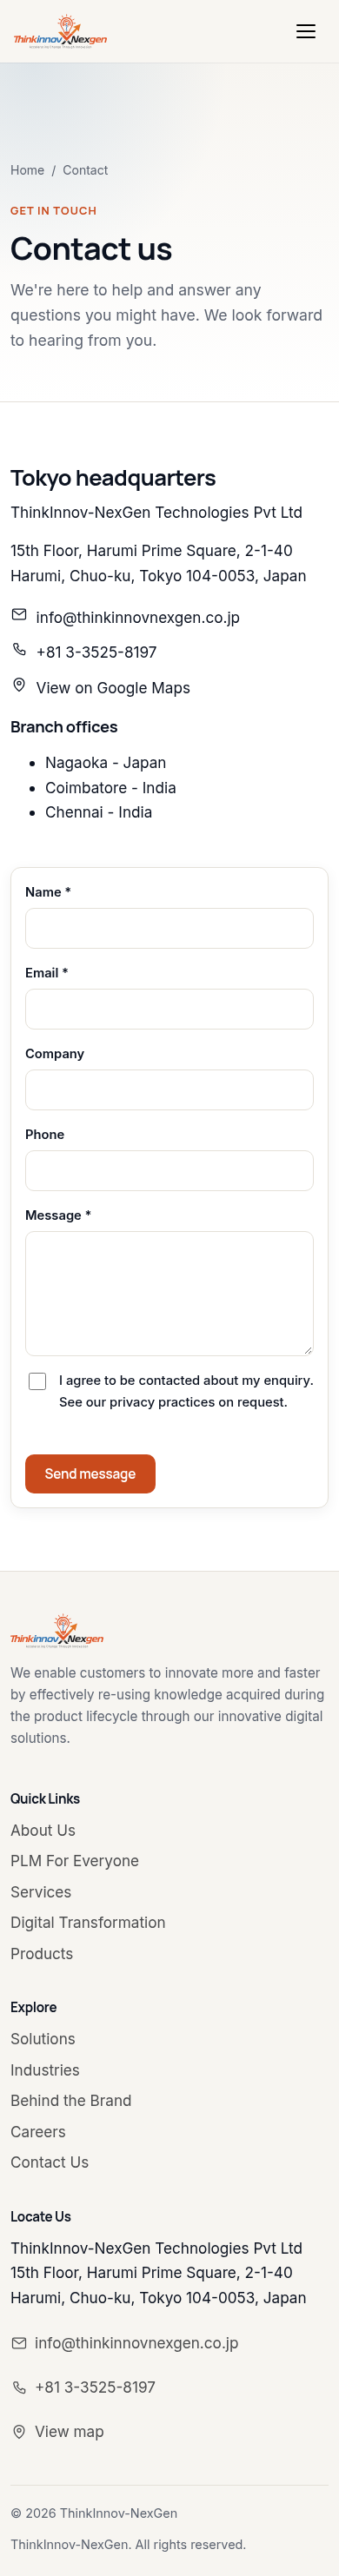 ThinkinnovXNexgen
Home / Contact
GET IN TOUCH
Contact us
We're here to help and answer any
questions you might have. We look forward
to hearing from you.
Tokyo headquarters
ThinkInnov-NexGen Technologies Pvt Ltd
15th Floor, Harumi Prime Square, 2-1-40
Harumi, Chuo-ku, Tokyo 104-0053, Japan
info@thinkinnovnexgen.co.jp
+81 3-3525-8197
View on Google Maps
Branch offices
Nagaoka - Japan
Coimbatore - India
Chennai - India
Name *
Email *
Company
Phone
Message *
I agree to be contacted about my enquiry.
See our privacy practices on request.
Send message
ThinkinnovXNexgen
We enable customers to innovate more and faster
by effectively re-using knowledge acquired during
the product lifecycle through our innovative digital
solutions.
Quick Links
About Us
PLM For Everyone
Services
Digital Transformation
Products
Explore
Solutions
Industries
Behind the Brand
Careers
Contact Us
Locate Us
ThinkInnov-NexGen Technologies Pvt Ltd
15th Floor, Harumi Prime Square, 2-1-40
Harumi, Chuo-ku, Tokyo 104-0053, Japan
info@thinkinnovnexgen.co.jp
+81 3-3525-8197
View map
© 2026 ThinkInnov-NexGen
ThinkInnov-NexGen. All rights reserved.